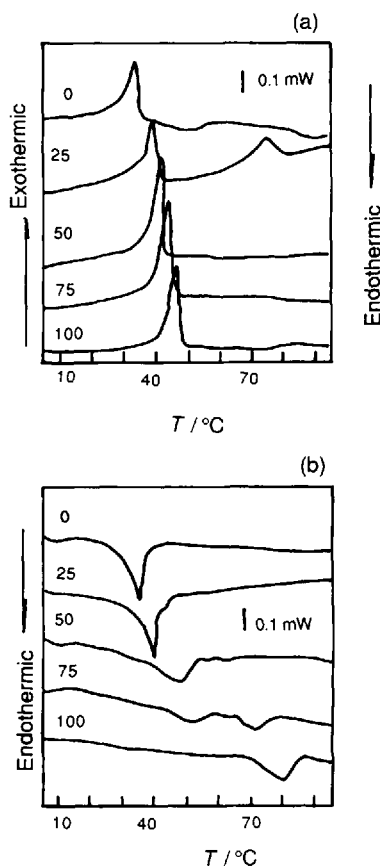 (a)
0
0.1 mW
25
50
75
100
Exothermic
Endothermic
10 40 70
T / °C
(b)
0
25
50
0.1 mW
75
100
Endothermic
10 40 70
T / °C